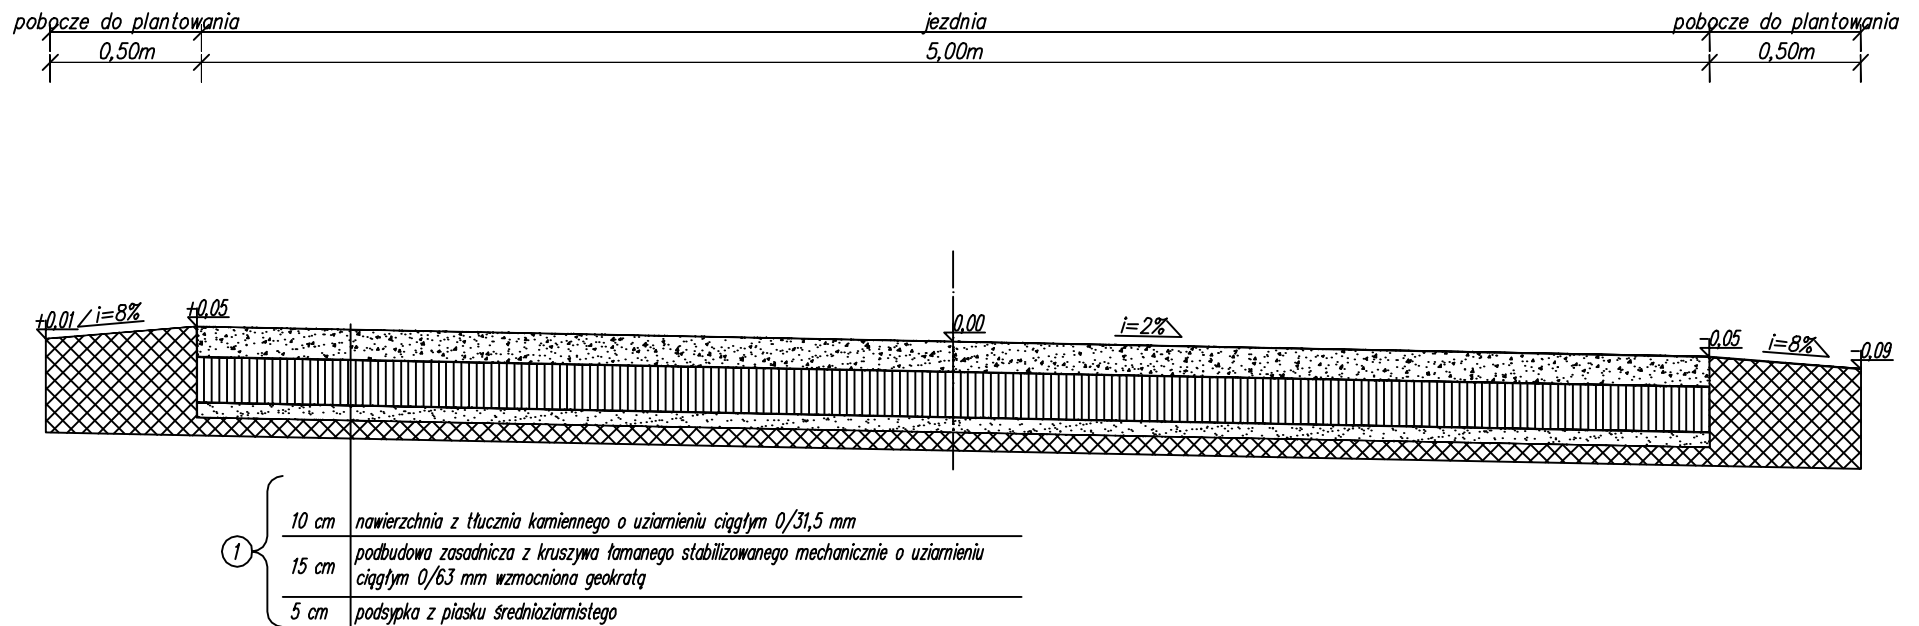 pobocze do plantowania jezdnia pobocze do plantowania
0,50m 5,00m 0,50m
+0,01 i=8% +0,05 0,00 i=2% -0,05 i=8% -0,09
10 cm nawierzchnia z tłucznia kamiennego o uziarnieniu ciągłym 0/31,5 mm
1
15 cm podbudowa zasadnicza z kruszywa łamanego stabilizowanego mechanicznie o uziarnieniu
ciągłym 0/63 mm wzmocniona geokratą
5 cm podsypka z piasku średnioziarnistego